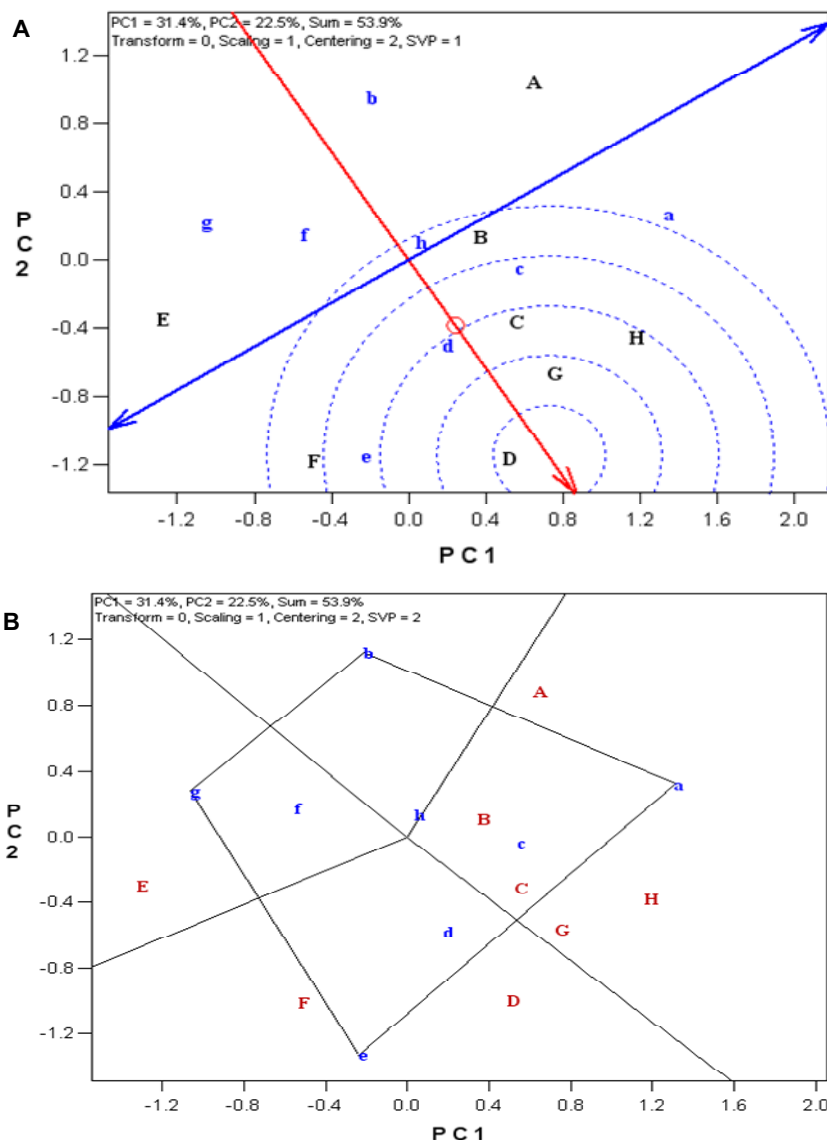 A
PC1 = 31.4%, PC2 = 22.5%, Sum = 53.9%
Transform = 0, Scaling = 1, Centering = 2, SVP = 1
1.2
A
b
0.8
P
C
2
0.4
g
f
a
h
B
0.0
c
E
-0.4
C
d
H
G
-0.8
F
e
D
-1.2
-1.2 -0.8 -0.4 0.0 0.4 0.8 1.2 1.6 2.0
P C 1
B
PC1 = 31.4%, PC2 = 22.5%, Sum = 53.9%
Transform = 0, Scaling = 1, Centering = 2, SVP = 2
1.2
b
A
0.8
P
C
2
0.4
g
f
a
h
B
0.0
c
E
C
-0.4
H
d
G
-0.8
F
D
-1.2
e
-1.2 -0.8 -0.4 0.0 0.4 0.8 1.2 1.6 2.0
P C 1